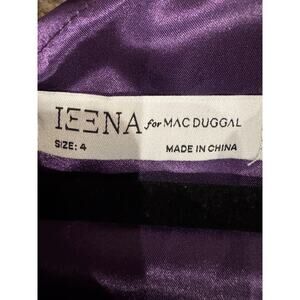 IEENA for MAC DUGGAL
SIZE: 4 MADE IN CHINA